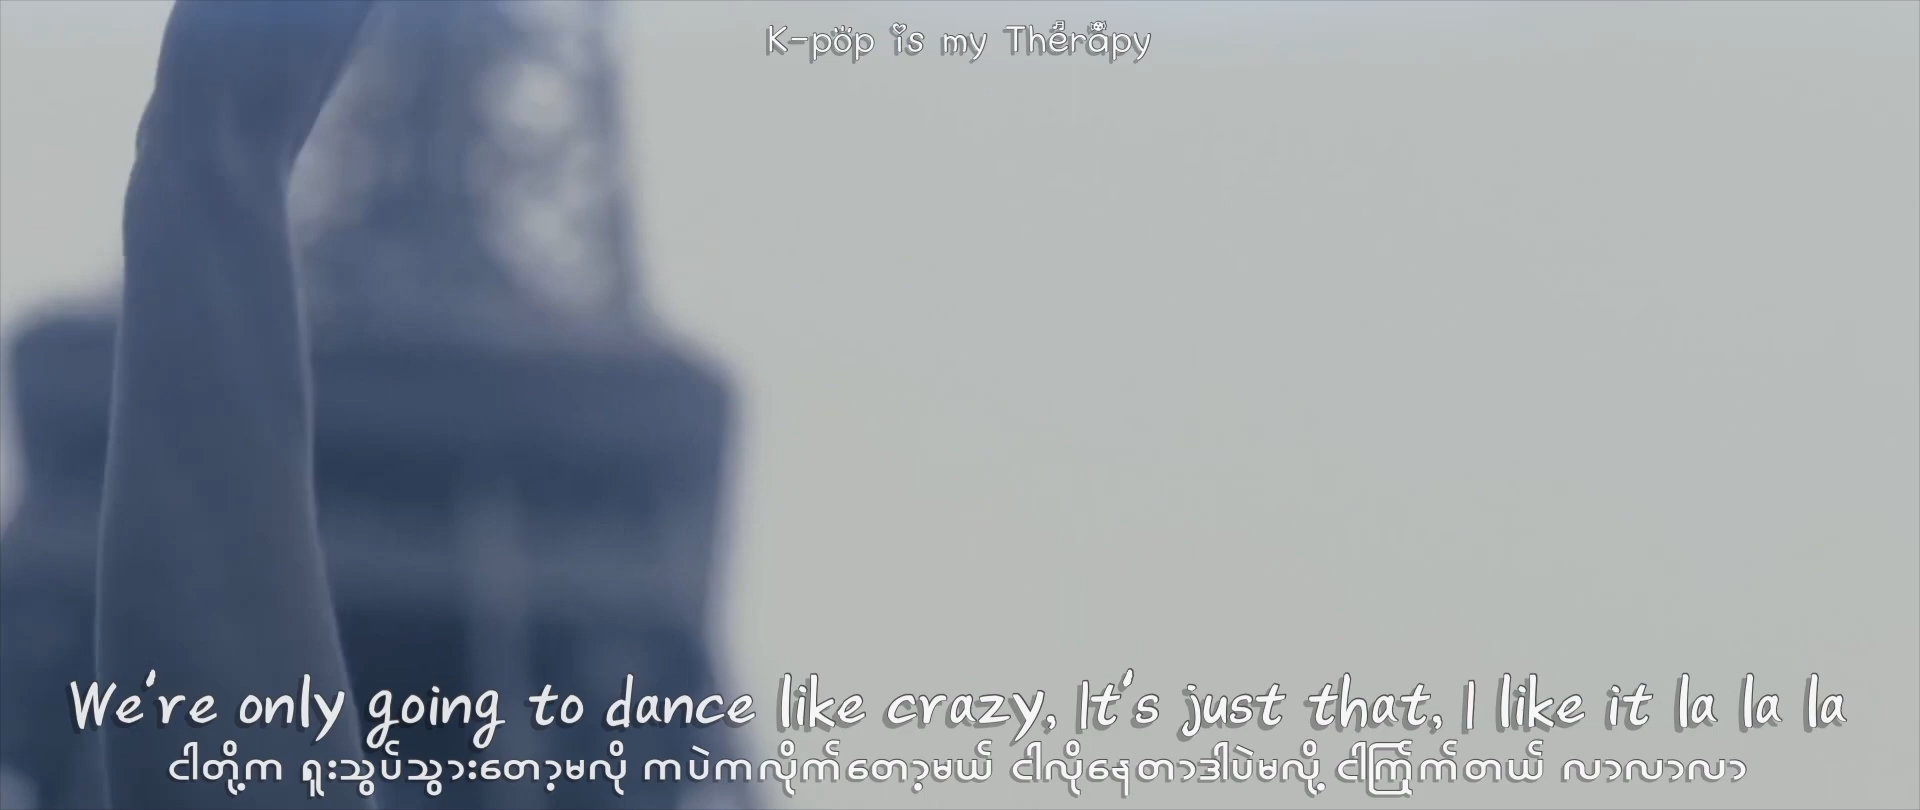 K-pop is my Therapy
We're only going to dance like crazy, It's just that, I like it la la la
ငါတို့က ရူးသွပ်သွားတော့မလို ကပဲကလိုက်တော့မယ် ငါလိုနေတာဒါပဲမလို့ ငါကြိုက်တယ် လာလာလာ